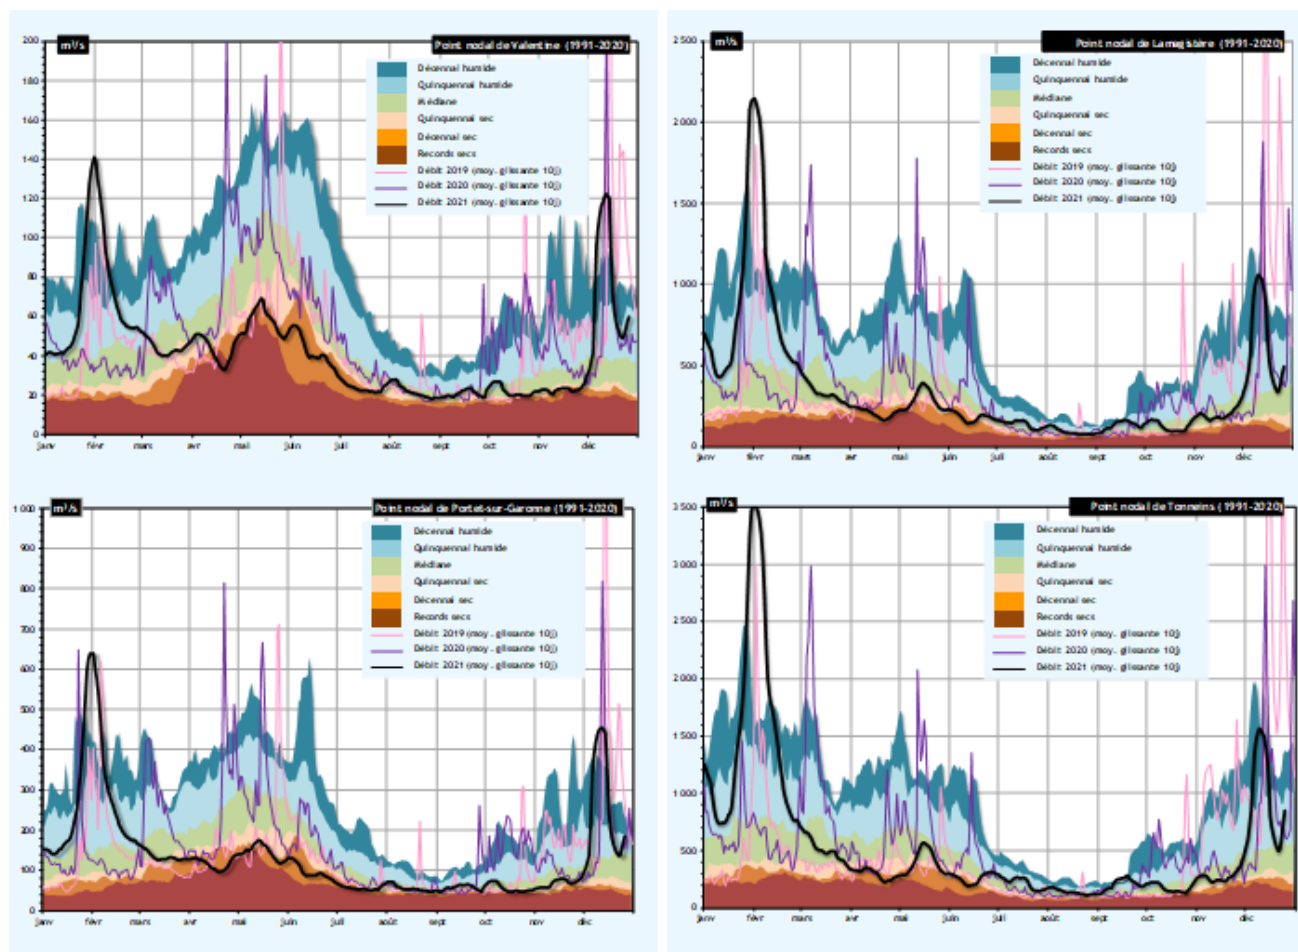 m³/s
Point nodal de Valentine (1991-2020)
200
180
160
140
120
100
80
60
40
20
0
Décennal humide
Quinquennal humide
Médiane
Quinquennal sec
Décennal sec
Records secs
Débit 2019 (moy. glissante 10j)
Débit 2020 (moy. glissante 10j)
Débit 2021 (moy. glissante 10j)
janv févr mars avr mai juin juil août sept oct nov déc
m³/s
Point nodal de Lamagistère (1991-2020)
2 500
2 000
1 500
1 000
500
0
Décennal humide
Quinquennal humide
Médiane
Quinquennal sec
Décennal sec
Records secs
Débit 2019 (moy. glissante 10j)
Débit 2020 (moy. glissante 10j)
Débit 2021 (moy. glissante 10j)
janv févr mars avr mai juin juil août sept oct nov déc
m³/s
Point nodal de Portet-sur-Garonne (1991-2020)
1 000
900
800
700
600
500
400
300
200
100
0
Décennal humide
Quinquennal humide
Médiane
Quinquennal sec
Décennal sec
Records secs
Débit 2019 (moy. glissante 10j)
Débit 2020 (moy. glissante 10j)
Débit 2021 (moy. glissante 10j)
janv févr mars avr mai juin juil août sept oct nov déc
m³/s
Point nodal de Tonneins (1991-2020)
3 500
3 000
2 500
2 000
1 500
1 000
500
0
Décennal humide
Quinquennal humide
Médiane
Quinquennal sec
Décennal sec
Records secs
Débit 2019 (moy. glissante 10j)
Débit 2020 (moy. glissante 10j)
Débit 2021 (moy. glissante 10j)
janv févr mars avr mai juin juil août sept oct nov déc